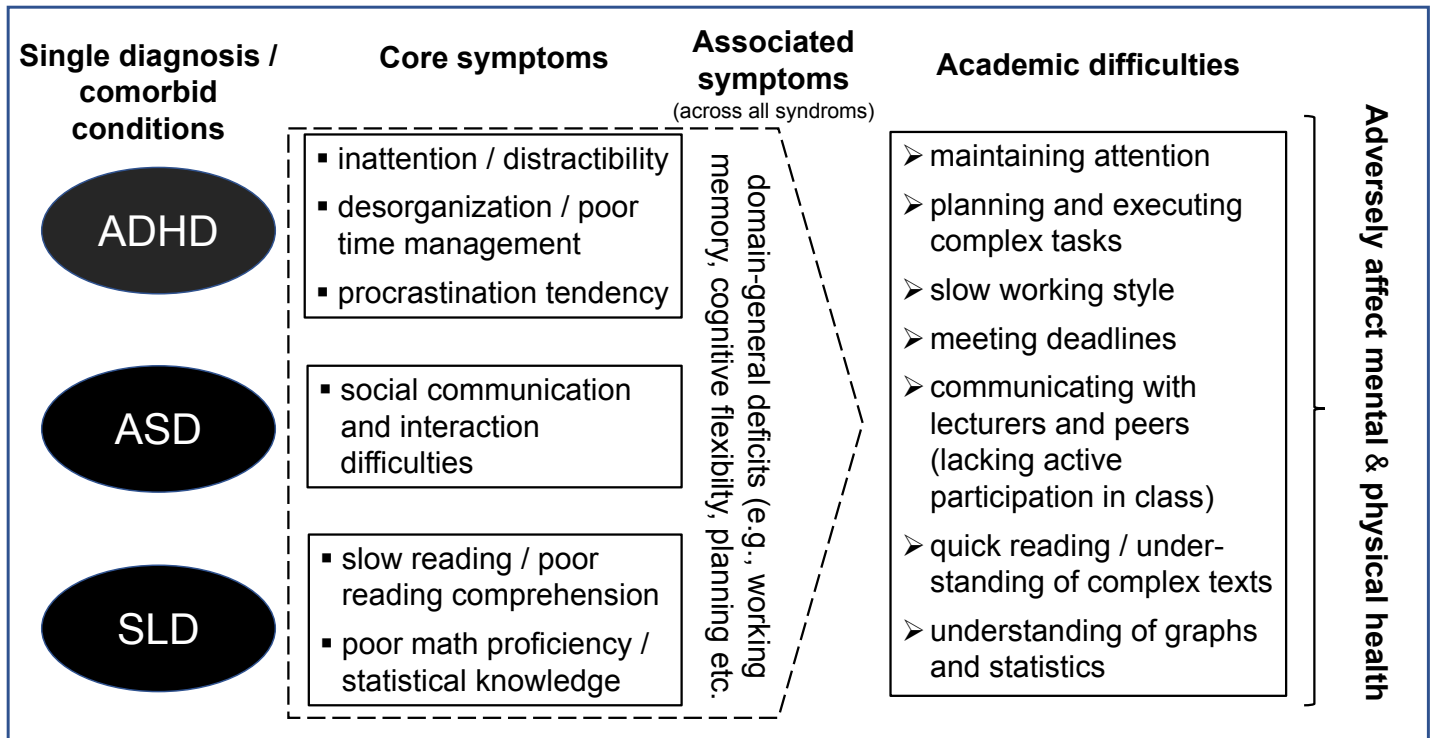 Single diagnosis /
comorbid
conditions
Core symptoms
Associated
symptoms
(across all syndroms)
Academic difficulties
ADHD
▪ inattention / distractibility
▪ desorganization / poor
time management
▪ procrastination tendency
ASD
▪ social communication
and interaction
difficulties
SLD
▪ slow reading / poor
reading comprehension
▪ poor math proficiency /
statistical knowledge
domain-general deficits (e.g., working
memory, cognitive flexibilty, planning etc.
➢ maintaining attention
➢ planning and executing
complex tasks
➢ slow working style
➢ meeting deadlines
➢ communicating with
lecturers and peers
(lacking active
participation in class)
➢ quick reading / under-
standing of complex texts
➢ understanding of graphs
and statistics
Adversely affect mental & physical health